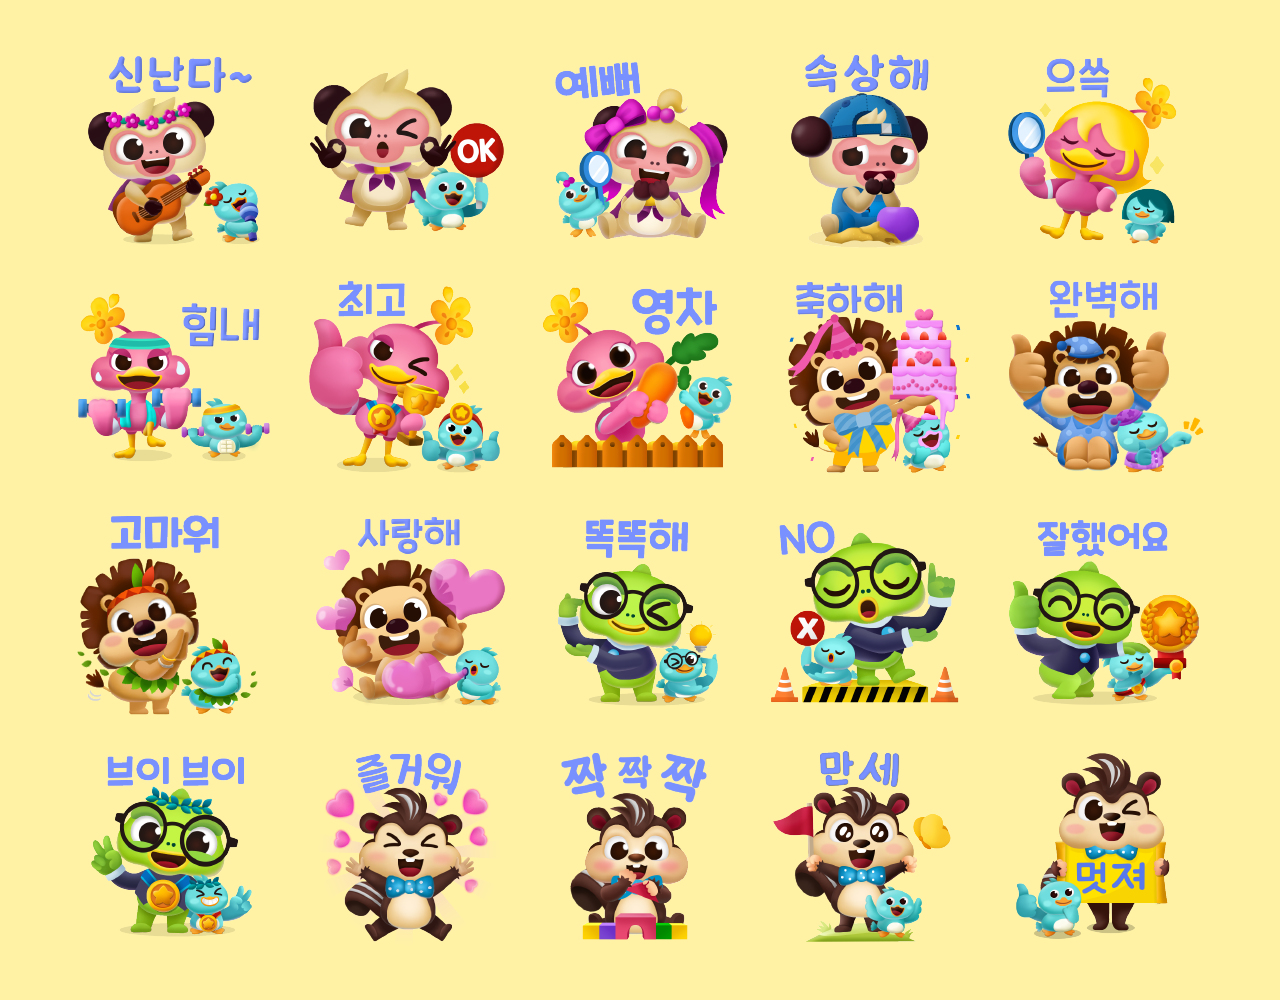 신난다~
OK
예뻐
속상해
으쓱
힘내
최고
영차
축하해
완벽해
고마워
사랑해
똑똑해
NO
X
잘했어요
브이 브이
즐거워
짝 짝 짝
만세
멋져